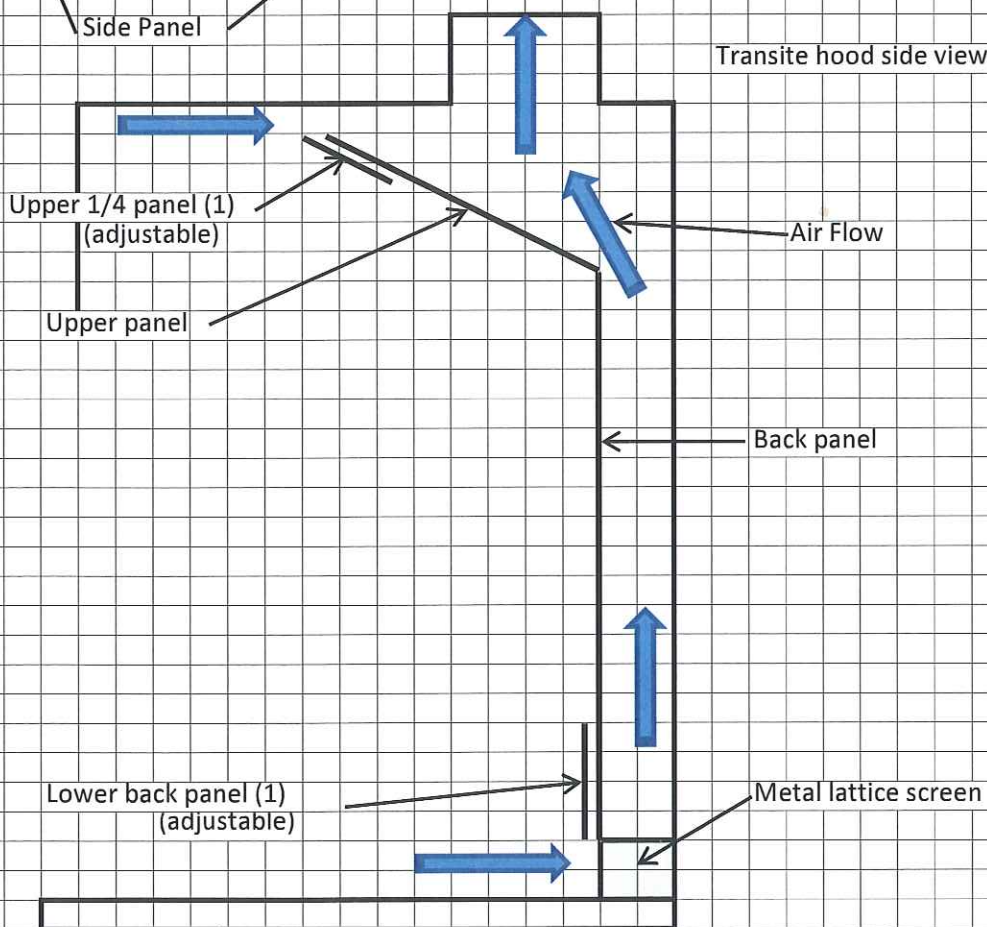 Side Panel
Transite hood side view
Upper 1/4 panel (1)
(adjustable)
Air Flow
Upper panel
Back panel
Lower back panel (1)
(adjustable)
Metal lattice screen